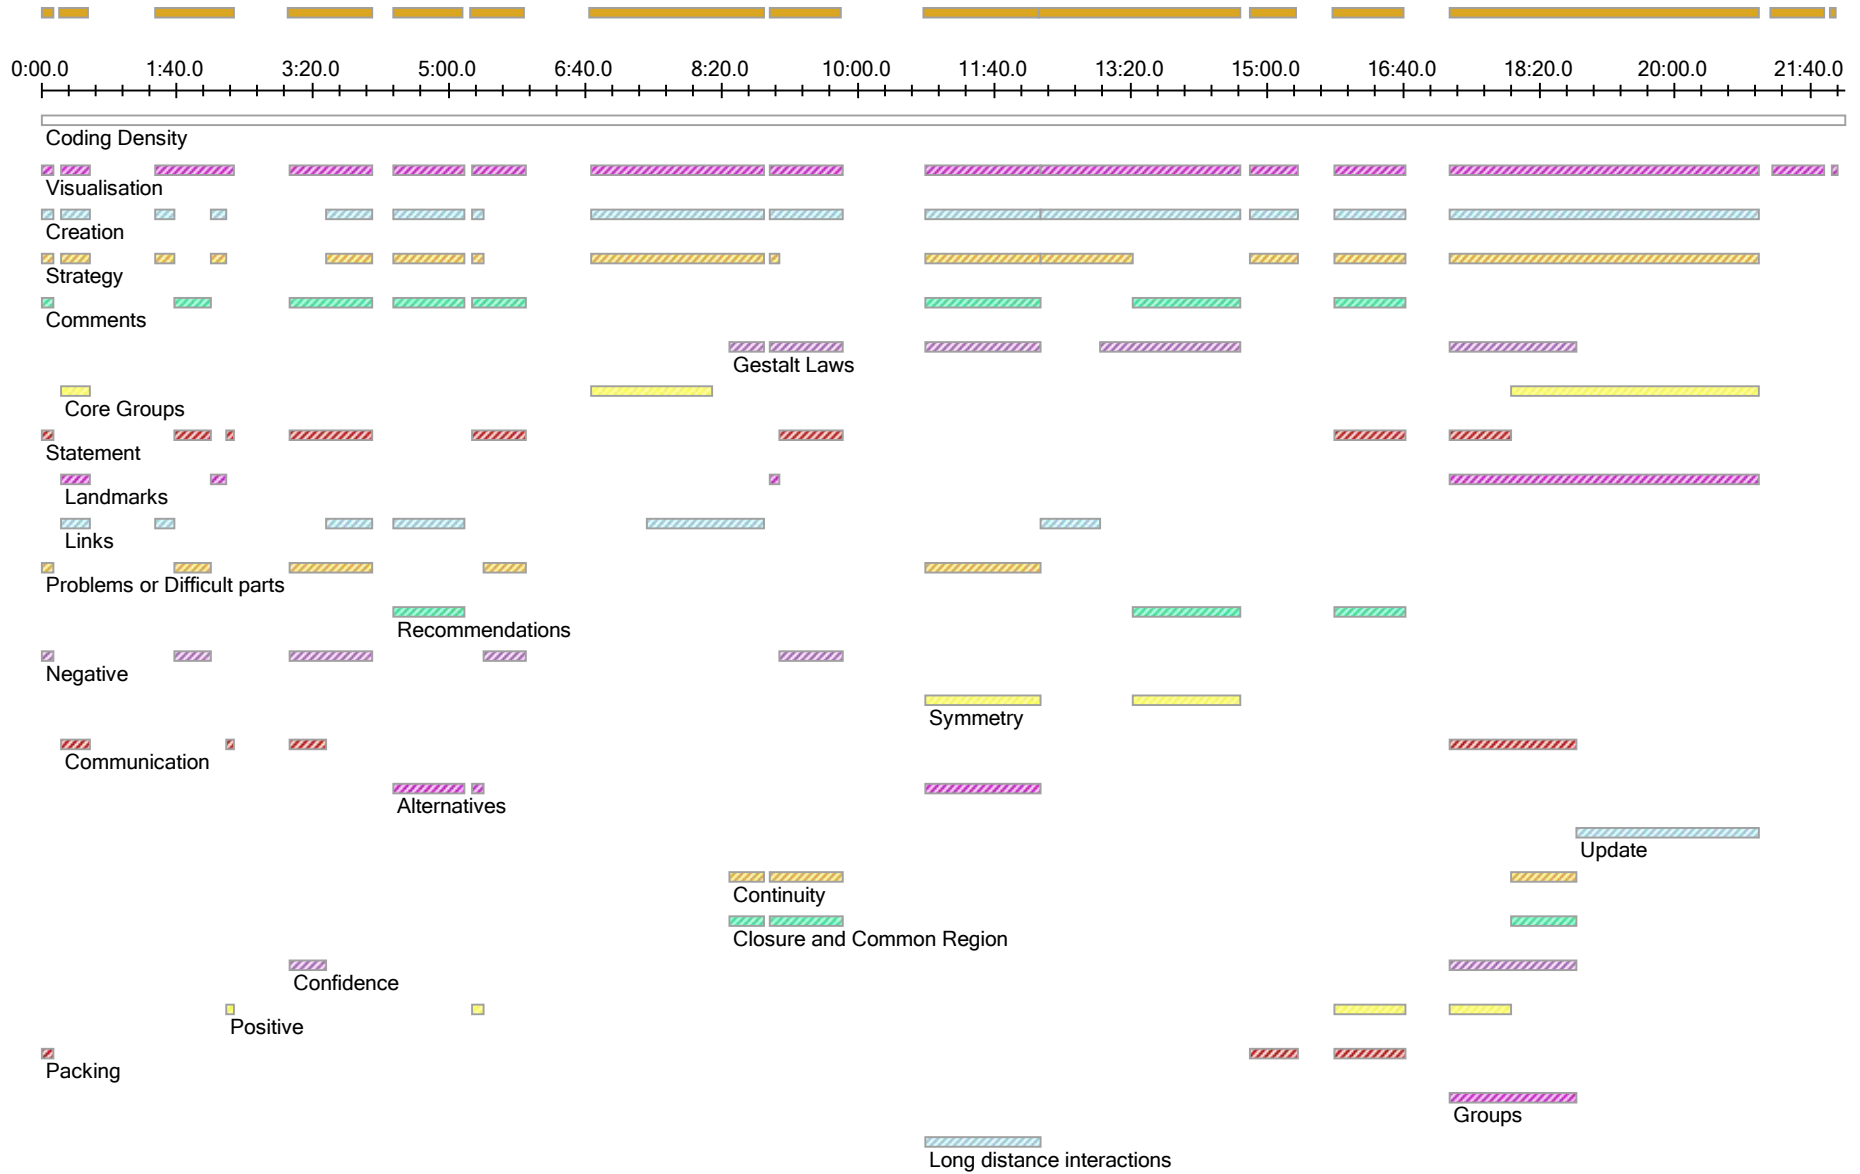 0:00.0 1:40.0 3:20.0 5:00.0 6:40.0 8:20.0 10:00.0 11:40.0 13:20.0 15:00.0 16:40.0 18:20.0 20:00.0 21:40.0
Coding Density
Visualisation
Creation
Strategy
Comments
Gestalt Laws
Core Groups
Statement
Landmarks
Links
Problems or Difficult parts
Recommendations
Negative
Symmetry
Communication
Alternatives
Update
Continuity
Closure and Common Region
Confidence
Positive
Packing
Groups
Long distance interactions